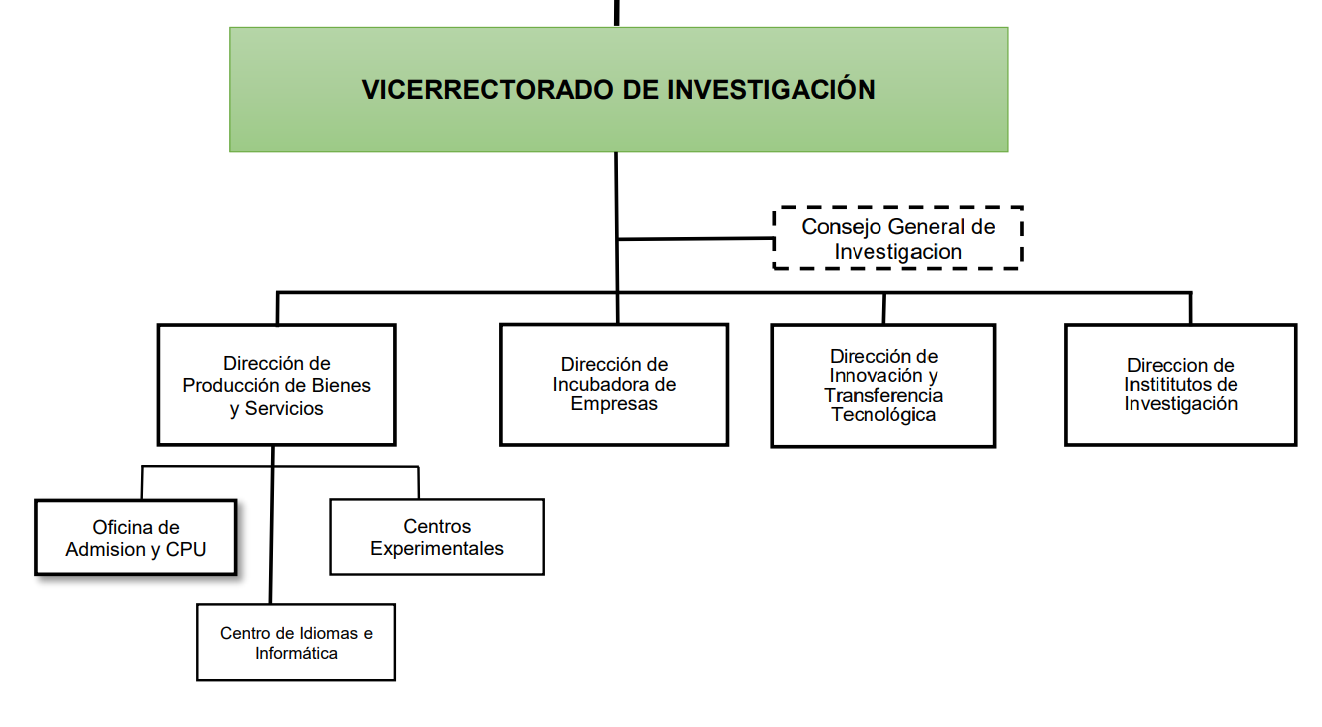 VICERRECTORADO DE INVESTIGACIÓN
Consejo General de
Investigacion
Dirección de
Producción de Bienes
y Servicios
Dirección de
Incubadora de
Empresas
Dirección de
Innovación y
Transferencia
Tecnológica
Direccion de
Instititutos de
Investigación
Oficina de
Admision y CPU
Centros
Experimentales
Centro de Idiomas e
Informática